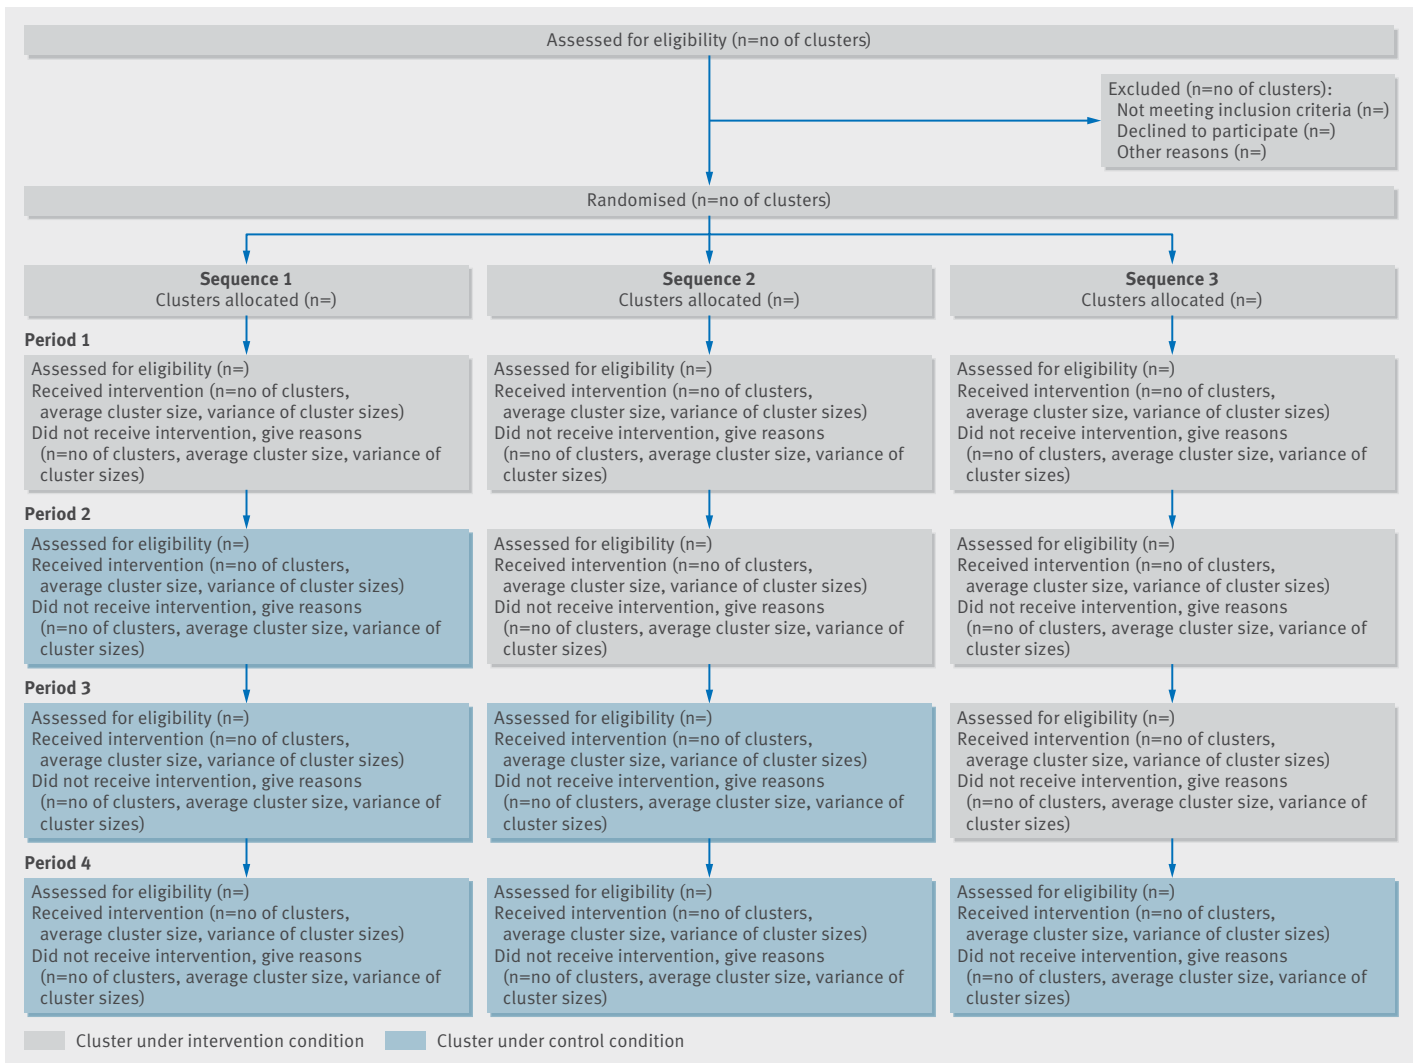 Assessed for eligibility (n=no of clusters)
Excluded (n=no of clusters):
Not meeting inclusion criteria (n=)
Declined to participate (n=)
Other reasons (n=)
Randomised (n=no of clusters)
Sequence 1
Clusters allocated (n=)
Sequence 2
Clusters allocated (n=)
Sequence 3
Clusters allocated (n=)
Period 1
Assessed for eligibility (n=)
Received intervention (n=no of clusters,
average cluster size, variance of cluster sizes)
Did not receive intervention, give reasons
(n=no of clusters, average cluster size, variance of
cluster sizes)
Assessed for eligibility (n=)
Received intervention (n=no of clusters,
average cluster size, variance of cluster sizes)
Did not receive intervention, give reasons
(n=no of clusters, average cluster size, variance of
cluster sizes)
Assessed for eligibility (n=)
Received intervention (n=no of clusters,
average cluster size, variance of cluster sizes)
Did not receive intervention, give reasons
(n=no of clusters, average cluster size, variance of
cluster sizes)
Period 2
Assessed for eligibility (n=)
Received intervention (n=no of clusters,
average cluster size, variance of cluster sizes)
Did not receive intervention, give reasons
(n=no of clusters, average cluster size, variance of
cluster sizes)
Assessed for eligibility (n=)
Received intervention (n=no of clusters,
average cluster size, variance of cluster sizes)
Did not receive intervention, give reasons
(n=no of clusters, average cluster size, variance of
cluster sizes)
Assessed for eligibility (n=)
Received intervention (n=no of clusters,
average cluster size, variance of cluster sizes)
Did not receive intervention, give reasons
(n=no of clusters, average cluster size, variance of
cluster sizes)
Period 3
Assessed for eligibility (n=)
Received intervention (n=no of clusters,
average cluster size, variance of cluster sizes)
Did not receive intervention, give reasons
(n=no of clusters, average cluster size, variance of
cluster sizes)
Assessed for eligibility (n=)
Received intervention (n=no of clusters,
average cluster size, variance of cluster sizes)
Did not receive intervention, give reasons
(n=no of clusters, average cluster size, variance of
cluster sizes)
Assessed for eligibility (n=)
Received intervention (n=no of clusters,
average cluster size, variance of cluster sizes)
Did not receive intervention, give reasons
(n=no of clusters, average cluster size, variance of
cluster sizes)
Period 4
Assessed for eligibility (n=)
Received intervention (n=no of clusters,
average cluster size, variance of cluster sizes)
Did not receive intervention, give reasons
(n=no of clusters, average cluster size, variance of
cluster sizes)
Assessed for eligibility (n=)
Received intervention (n=no of clusters,
average cluster size, variance of cluster sizes)
Did not receive intervention, give reasons
(n=no of clusters, average cluster size, variance of
cluster sizes)
Assessed for eligibility (n=)
Received intervention (n=no of clusters,
average cluster size, variance of cluster sizes)
Did not receive intervention, give reasons
(n=no of clusters, average cluster size, variance of
cluster sizes)
Cluster under intervention condition
Cluster under control condition